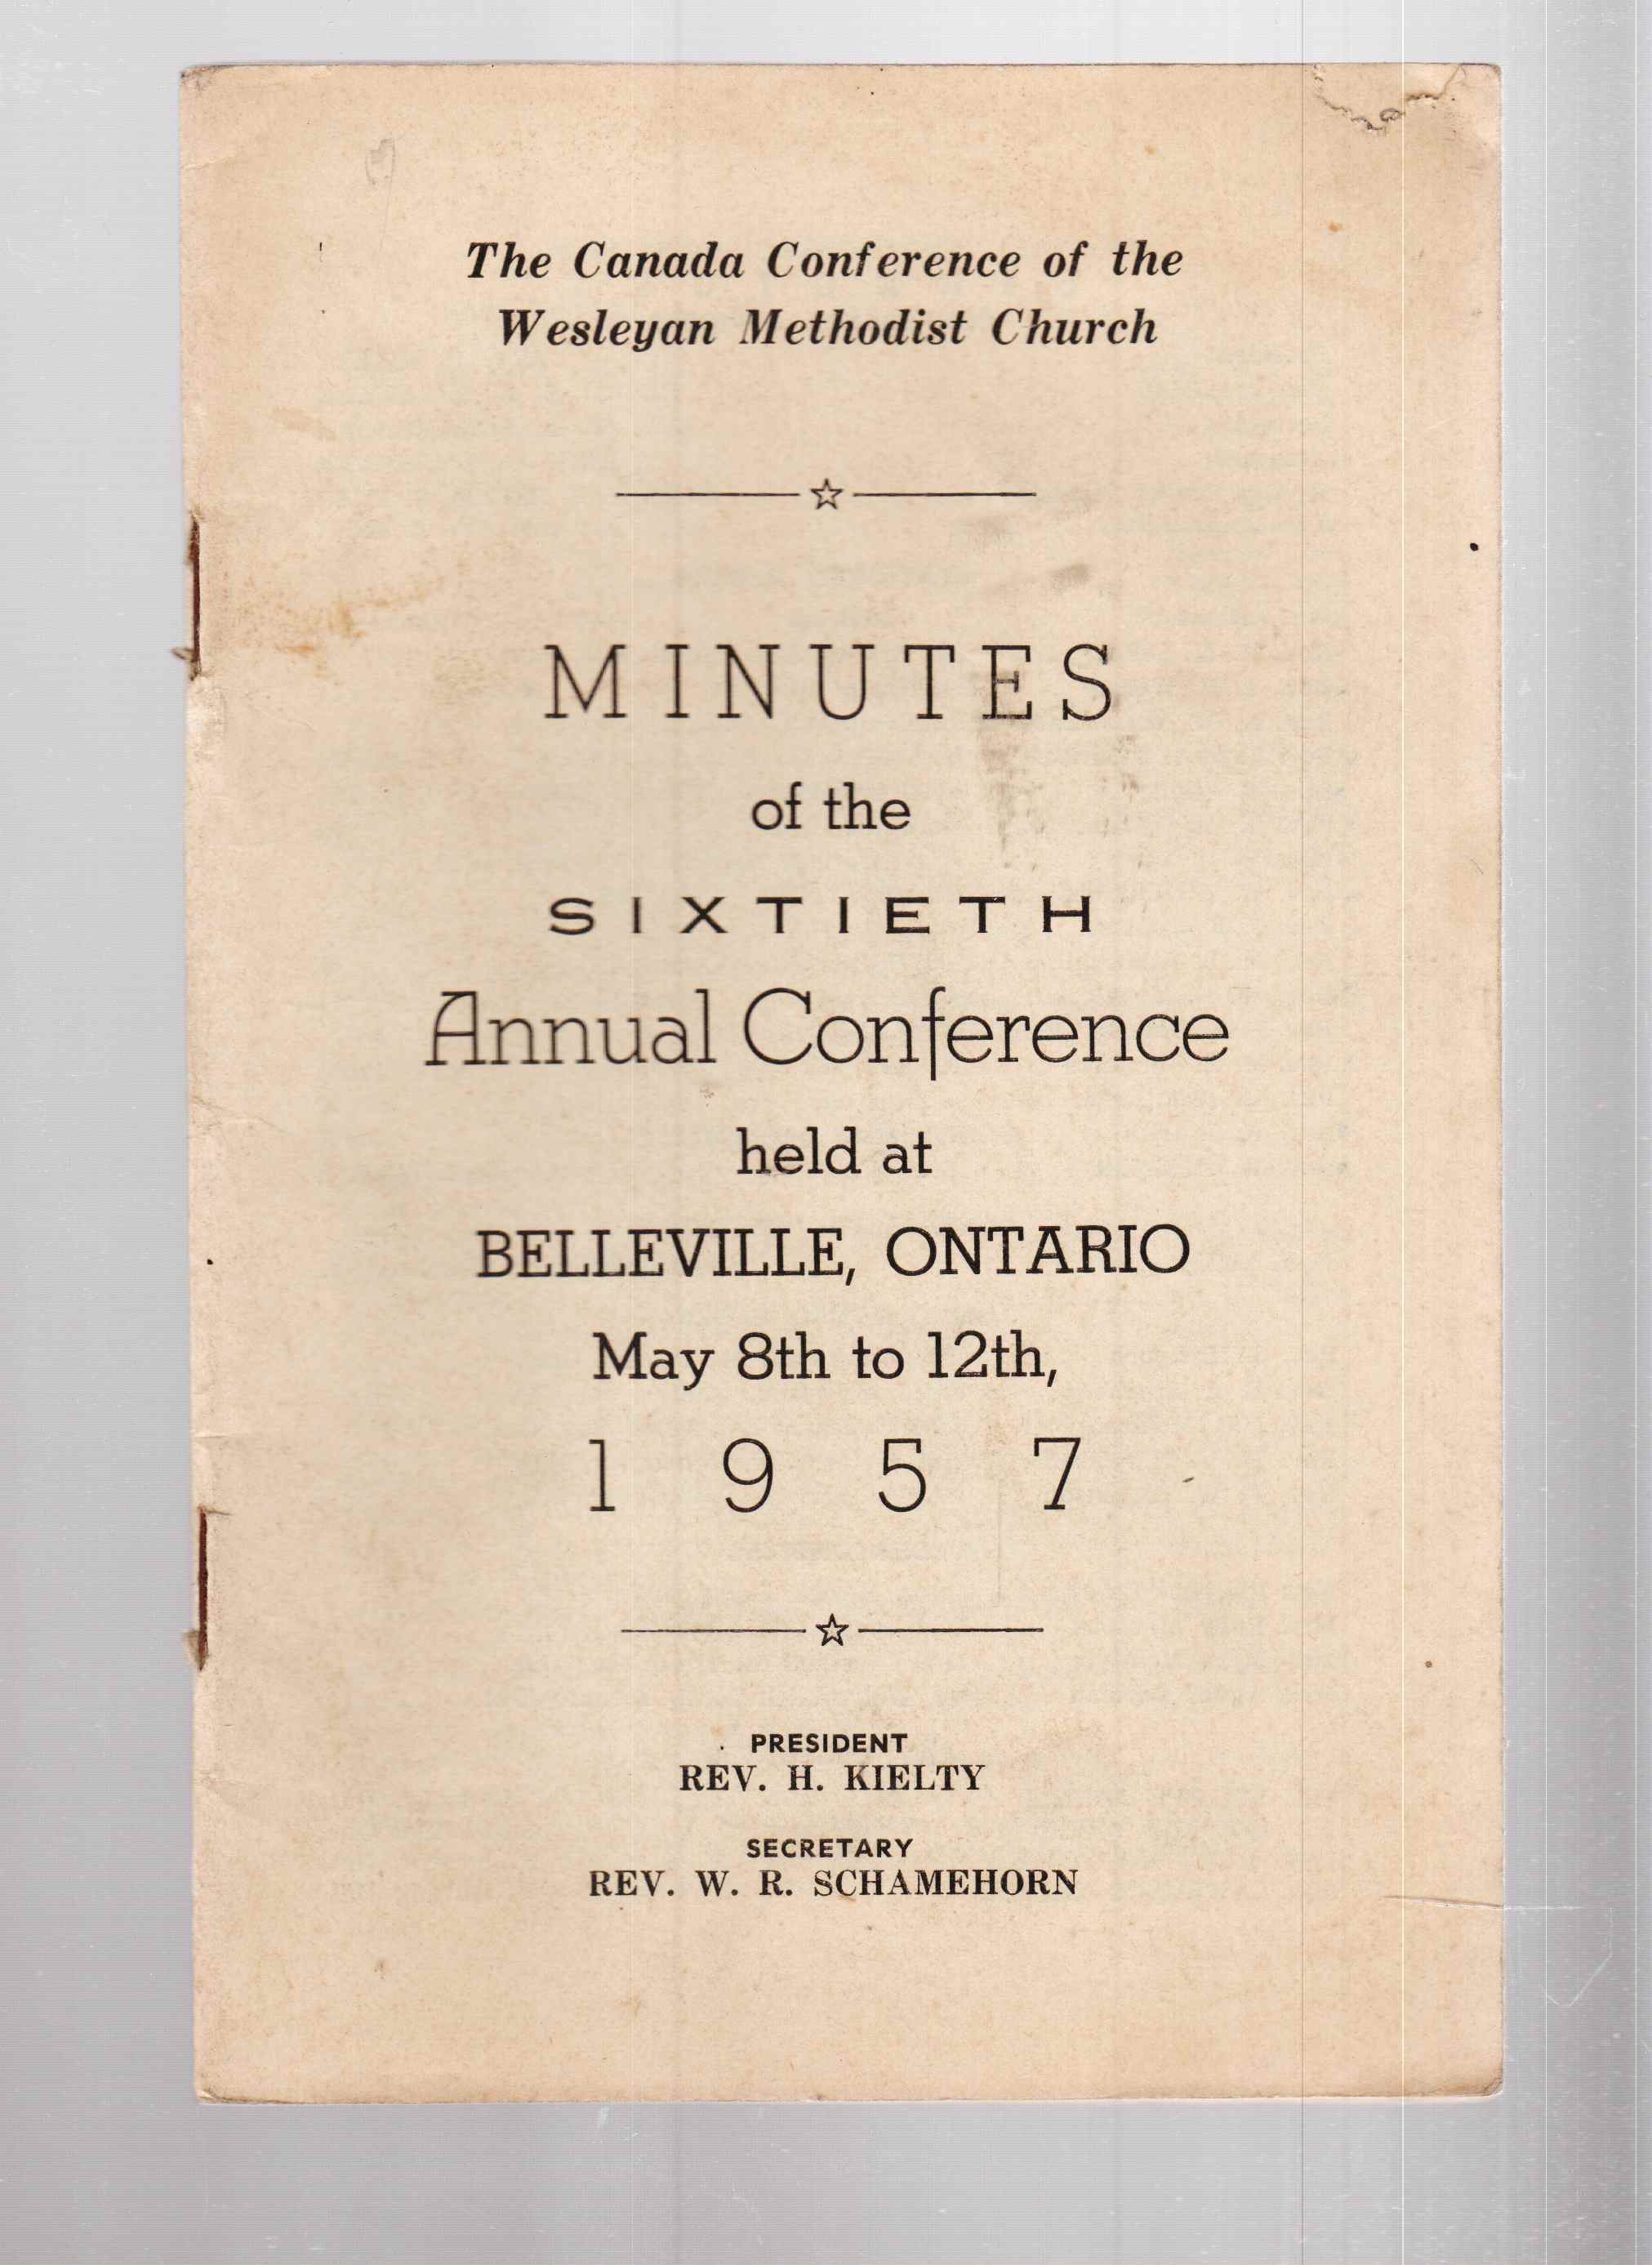 The Canada Conference of the
Wesleyan Methodist Church
MINUTES
of the
SIXTIETH
Annual Conference
held at
BELLEVILLE, ONTARIO
May 8th to 12th,
1957
PRESIDENT
REV. H. KIELTY
SECRETARY
REV. W. R. SCHAMEHORN